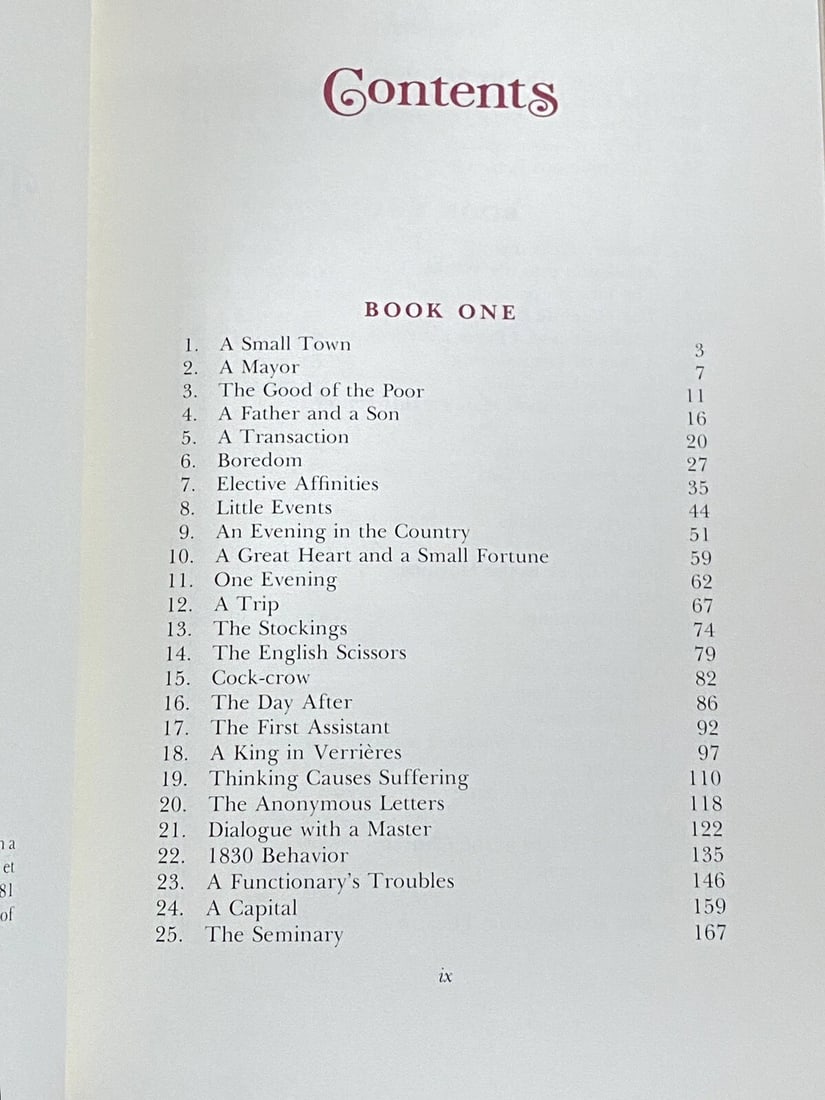 Contents
BOOK ONE
1. A Small Town 3
2. A Mayor 7
3. The Good of the Poor 11
4. A Father and a Son 16
5. A Transaction 20
6. Boredom 27
7. Elective Affinities 35
8. Little Events 44
9. An Evening in the Country 51
10. A Great Heart and a Small Fortune 59
11. One Evening 62
12. A Trip 67
13. The Stockings 74
14. The English Scissors 79
15. Cock-crow 82
16. The Day After 86
17. The First Assistant 92
18. A King in Verrières 97
19. Thinking Causes Suffering 110
20. The Anonymous Letters 118
21. Dialogue with a Master 122
22. 1830 Behavior 135
23. A Functionary's Troubles 146
24. A Capital 159
25. The Seminary 167
ix
a
et
81
of